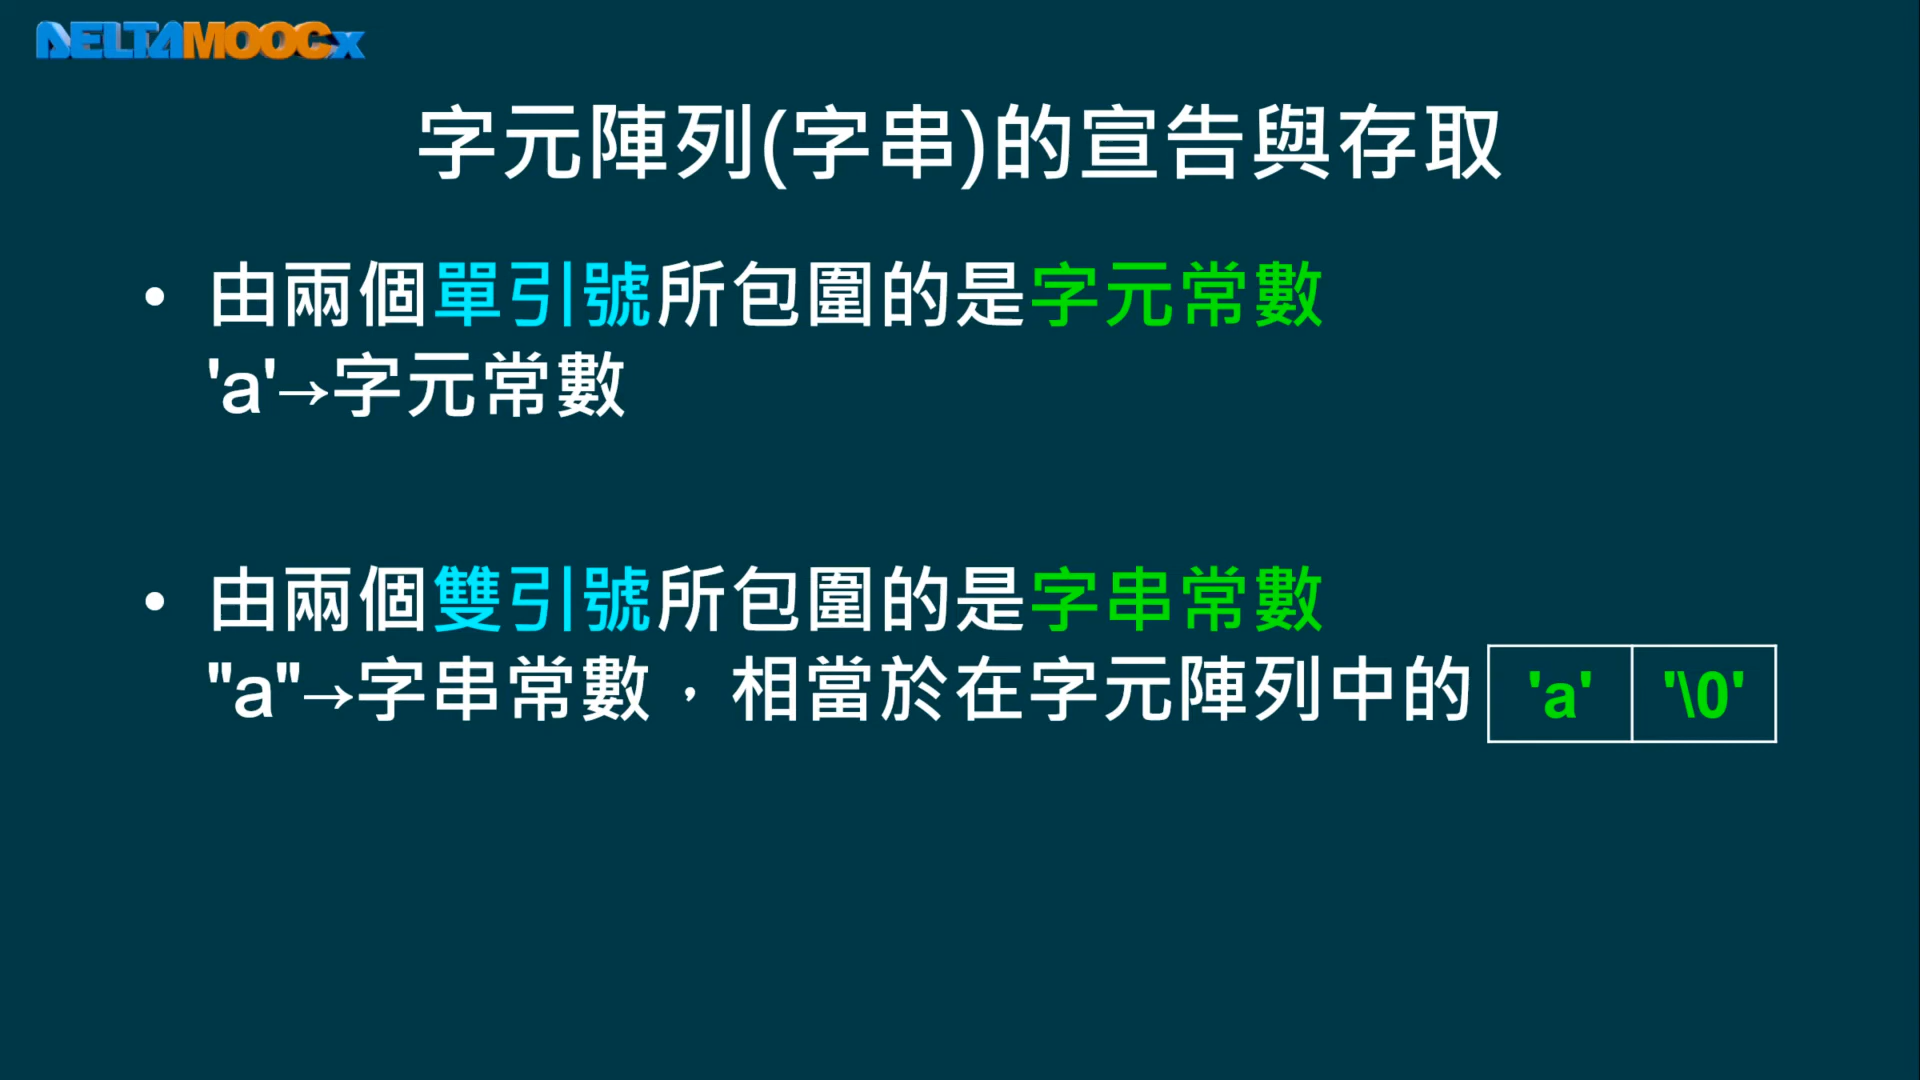 DELTAMOOCx
字元陣列(字串)的宣告與存取
• 由兩個單引號所包圍的是字元常數
'a'→字元常數
• 由兩個雙引號所包圍的是字串常數
"a"→字串常數，相當於在字元陣列中的 'a' '\0'